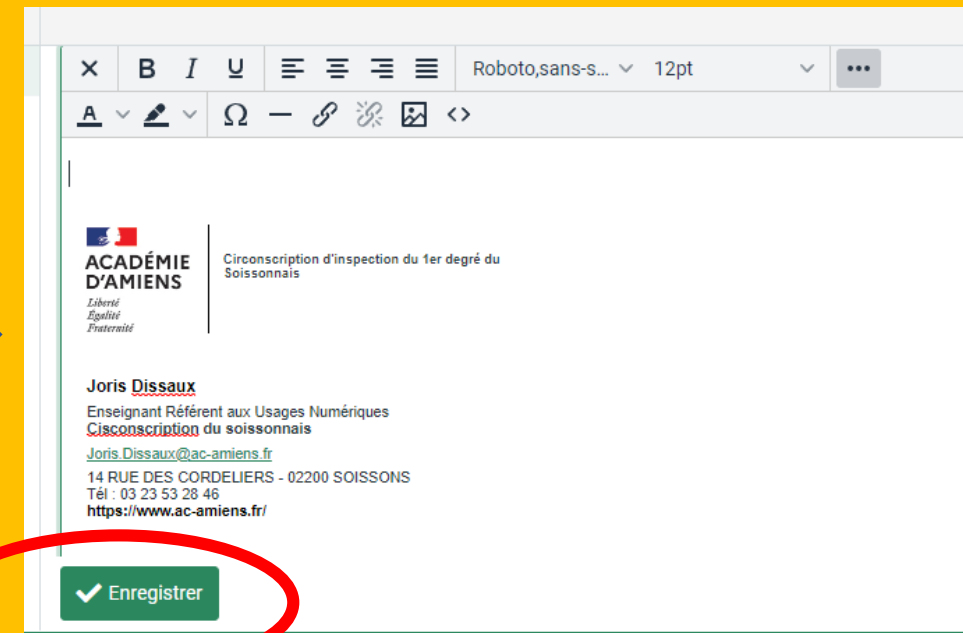 B I U Roboto,sans-s... 12pt
A Ω
ACADÉMIE
D'AMIENS
Liberté
Égalité
Fraternité
Circonscription d'inspection du 1er degré du
Soissonnais
Joris Dissaux
Enseignant Référent aux Usages Numériques
Cisconscription du soissonnais
Joris.Dissaux@ac-amiens.fr
14 RUE DES CORDELIERS - 02200 SOISSONS
Tél : 03 23 53 28 46
https://www.ac-amiens.fr/
Enregistrer